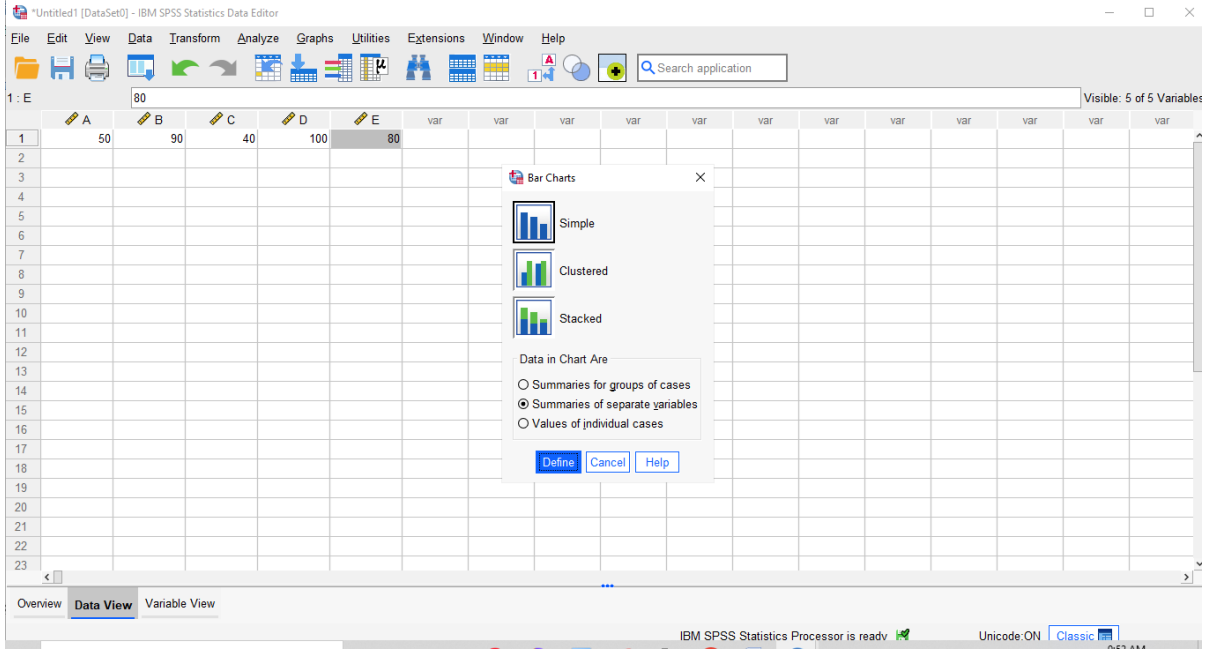 *Untitled1 [DataSet0] - IBM SPSS Statistics Data Editor
File Edit View Data Transform Analyze Graphs Utilities Extensions Window Help
Search application
1 : E 80 Visible: 5 of 5 Variables
A B C D E var var var var var var var var var var var
1 50 90 40 100 80
2
3
4
5
6
7
8
9
10
11
12
13
14
15
16
17
18
19
20
21
22
23
Bar Charts
Simple
Clustered
Stacked
Data in Chart Are
Summaries for groups of cases
Summaries of separate variables
Values of individual cases
Define Cancel Help
Overview Data View Variable View
IBM SPSS Statistics Processor is ready Unicode:ON Classic